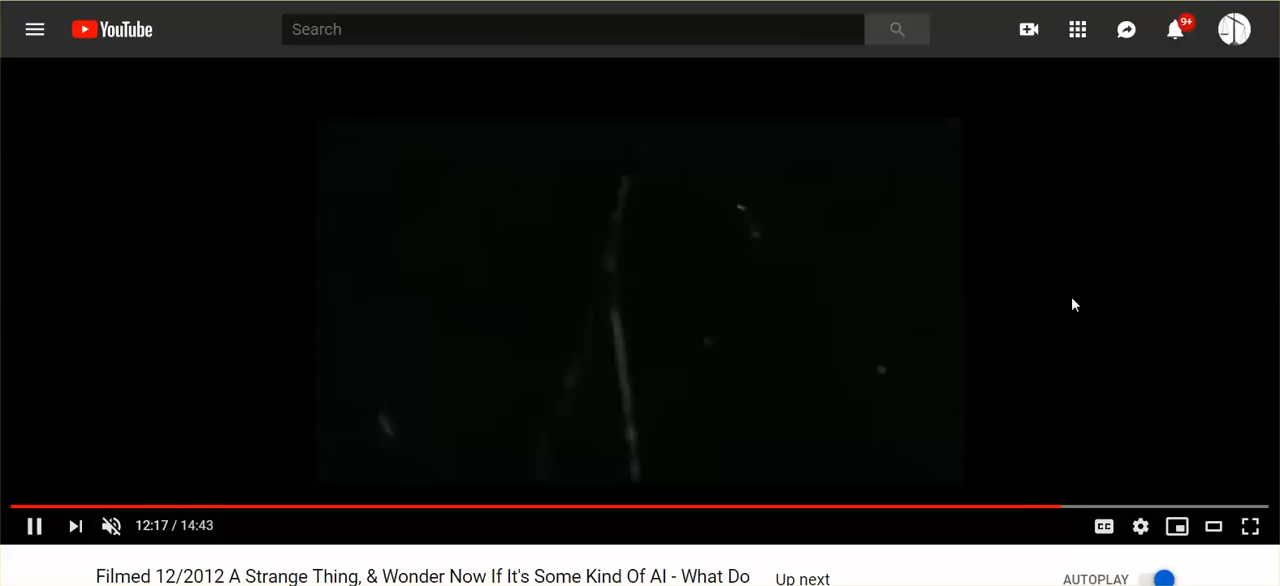 YouTube
Search
9+
12:17 / 14:43
CC
Filmed 12/2012 A Strange Thing, & Wonder Now If It's Some Kind Of AI - What Do
Up next
AUTOPLAY